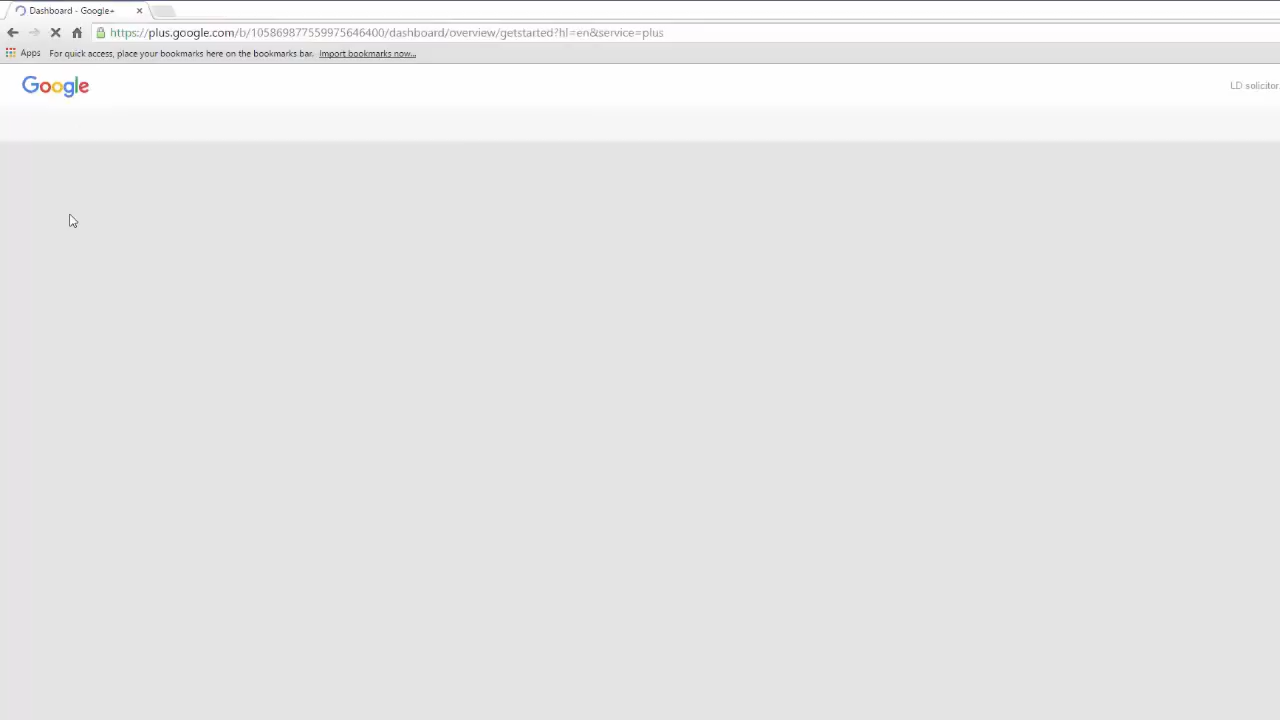 Dashboard - Google+
https://plus.google.com/b/105869877559975646400/dashboard/overview/getstarted?hl=en&service=plus
Apps For quick access, place your bookmarks here on the bookmarks bar. Import bookmarks now...
Google
LD solicitor